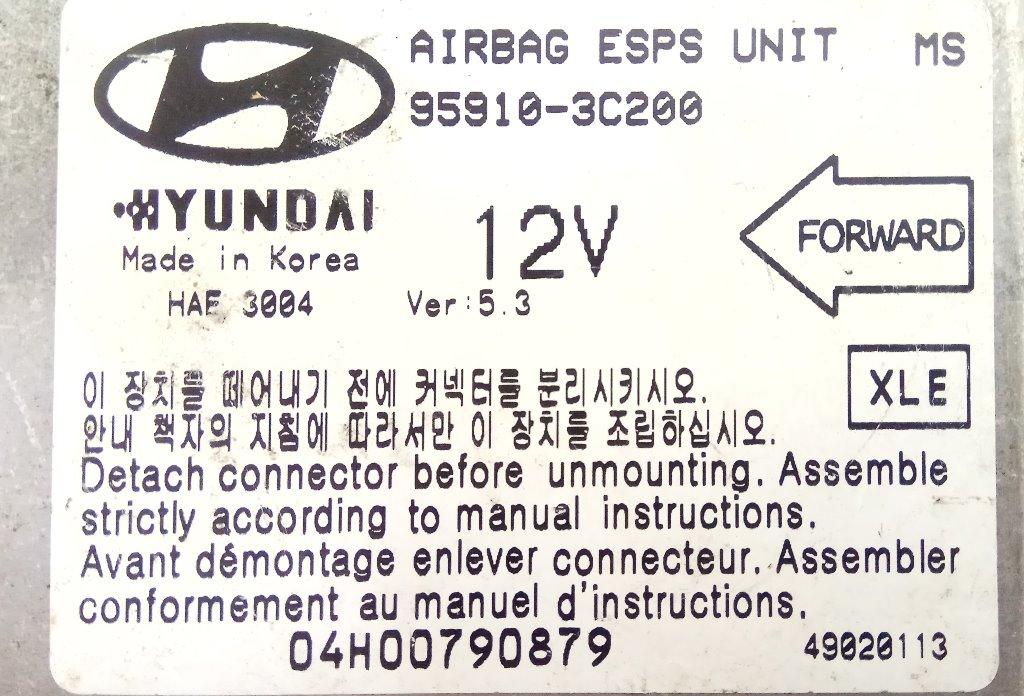 AIRBAG ESPS UNIT MS
95910-3C200
HYUNDAI
Made in Korea
12V
FORWARD
HAE 3004 Ver:5.3
XLE
이 장치를 떼어내기 전에 커넥터를 분리시키시오.
안내 책자의 지침에 따라서만 이 장치를 조립하십시오.
Detach connector before unmounting. Assemble
strictly according to manual instructions.
Avant démontage enlever connecteur. Assembler
conformement au manuel d'instructions.
04H00790879 49020113